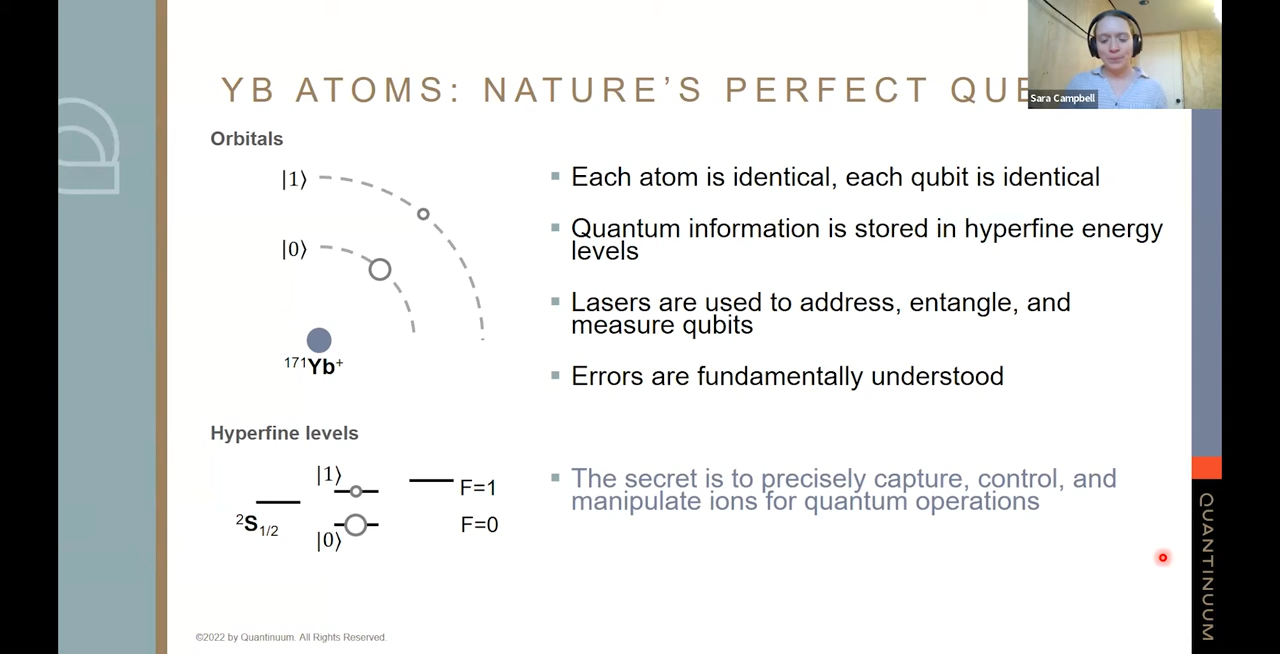 YB ATOMS: NATURE'S PERFECT QUE
Sara Campbell
Orbitals
|1⟩
|0⟩
¹⁷¹Yb⁺
Each atom is identical, each qubit is identical
Quantum information is stored in hyperfine energy
levels
Lasers are used to address, entangle, and
measure qubits
Errors are fundamentally understood
Hyperfine levels
|1⟩
F=1
²S₁/₂
F=0
|0⟩
The secret is to precisely capture, control, and
manipulate ions for quantum operations
QUANTINUUM
©2022 by Quantinuum. All Rights Reserved.